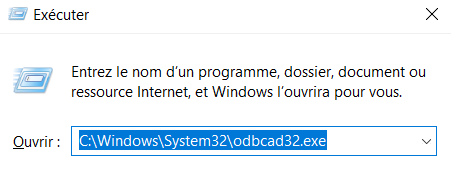 Exécuter
Entrez le nom d’un programme, dossier, document ou
ressource Internet, et Windows l’ouvrira pour vous.
Ouvrir : C:\Windows\System32\odbcad32.exe